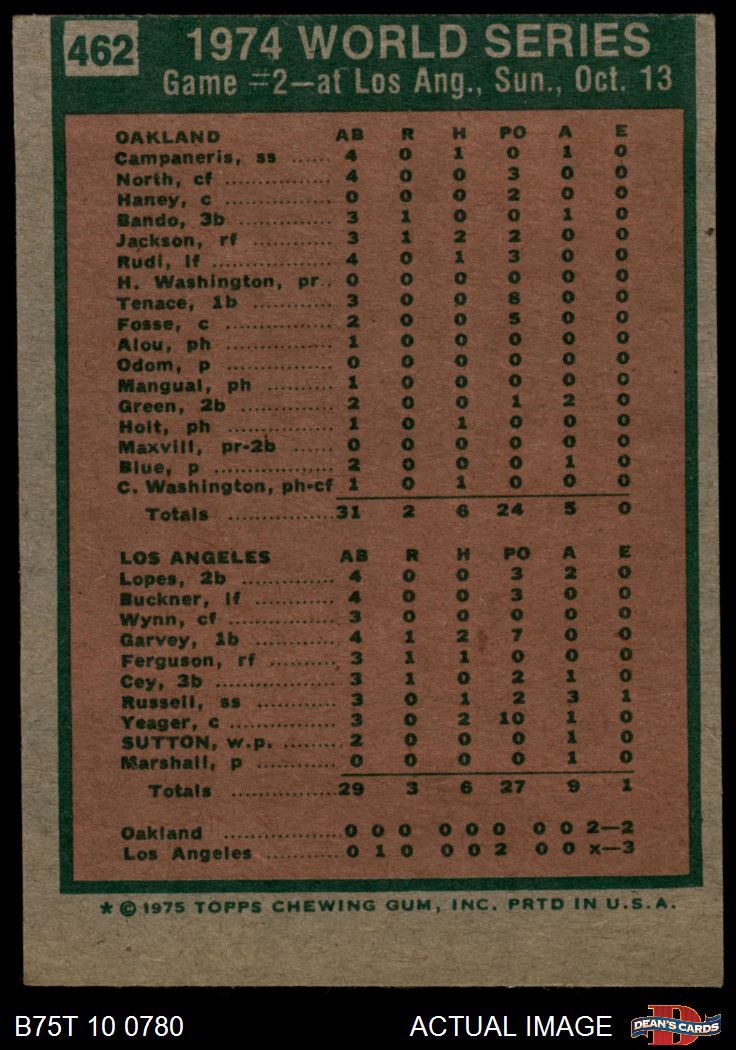 462
1974 WORLD SERIES
Game #2—at Los Ang., Sun., Oct. 13
OAKLAND AB R H PO A E
Campaneris, ss ...... 4 0 1 0 1 0
North, cf ................ 4 0 0 3 0 0
Haney, c ................ 0 0 0 2 0 0
Bando, 3b .............. 3 1 0 0 1 0
Jackson, rf ............ 3 1 2 2 0 0
Rudi, lf .................. 4 0 1 3 0 0
H. Washington, pr.. 0 0 0 0 0 0
Tenace, 1b ............ 3 0 0 8 0 0
Fosse, c ................ 2 0 0 5 0 0
Alou, ph ................ 1 0 0 0 0 0
Odom, p ................ 0 0 0 0 0 0
Mangual, ph .......... 1 0 0 0 0 0
Green, 2b .............. 2 0 0 1 2 0
Holt, ph ................ 1 0 1 0 0 0
Maxvill, pr-2b ...... 0 0 0 0 0 0
Blue, p .................. 2 0 0 0 1 0
C. Washington, ph-cf 1 0 1 0 0 0
Totals ................ 31 2 6 24 5 0
LOS ANGELES AB R H PO A E
Lopes, 2b .............. 4 0 0 3 2 0
Buckner, lf ............ 4 0 0 3 0 0
Wynn, cf ................ 3 0 0 0 0 0
Garvey, 1b ............ 4 1 2 7 0 0
Ferguson, rf .......... 3 1 1 0 0 0
Cey, 3b .................. 3 1 0 2 1 0
Russell, ss ............ 3 0 1 2 3 1
Yeager, c .............. 3 0 2 10 1 0
SUTTON, w.p. ........ 2 0 0 0 1 0
Marshall, p ............ 0 0 0 0 1 0
Totals ................ 29 3 6 27 9 1
Oakland .................. 0 0 0 0 0 0 0 0 2—2
Los Angeles ............ 0 1 0 0 0 2 0 0 x—3
★ © 1975 TOPPS CHEWING GUM, INC. PRTD IN U.S.A.
B75T 10 0780 ACTUAL IMAGE
DEAN'S CARDS